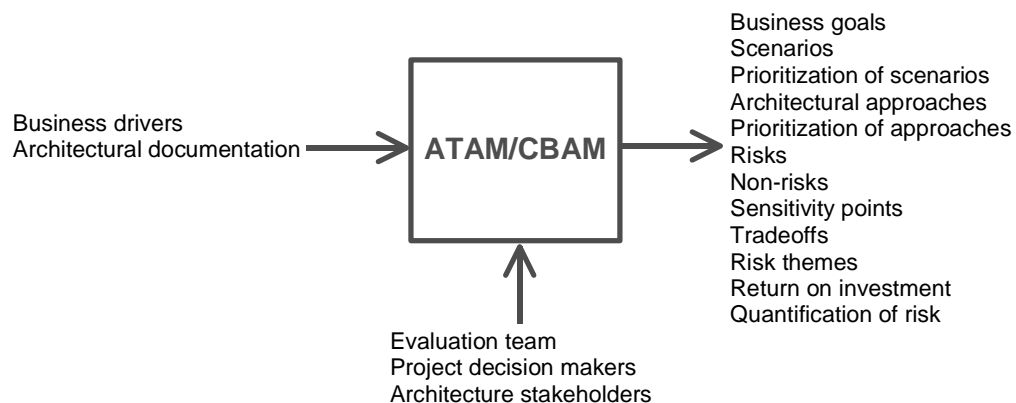 Business drivers
Architectural documentation
ATAM/CBAM
Business goals
Scenarios
Prioritization of scenarios
Architectural approaches
Prioritization of approaches
Risks
Non-risks
Sensitivity points
Tradeoffs
Risk themes
Return on investment
Quantification of risk
Evaluation team
Project decision makers
Architecture stakeholders